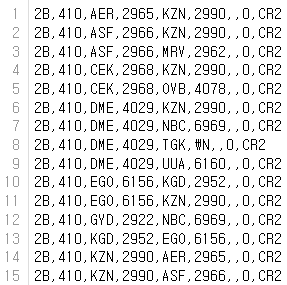 1 2B,410,AER,2965,KZN,2990,,0,CR2
2 2B,410,ASF,2966,KZN,2990,,0,CR2
3 2B,410,ASF,2966,MRV,2962,,0,CR2
4 2B,410,CEK,2968,KZN,2990,,0,CR2
5 2B,410,CEK,2968,OVB,4078,,0,CR2
6 2B,410,DME,4029,KZN,2990,,0,CR2
7 2B,410,DME,4029,NBC,6969,,0,CR2
8 2B,410,DME,4029,TGK,₩N,,0,CR2
9 2B,410,DME,4029,UUA,6160,,0,CR2
10 2B,410,EGO,6156,KGD,2952,,0,CR2
11 2B,410,EGO,6156,KZN,2990,,0,CR2
12 2B,410,GYD,2922,NBC,6969,,0,CR2
13 2B,410,KGD,2952,EGO,6156,,0,CR2
14 2B,410,KZN,2990,AER,2965,,0,CR2
15 2B,410,KZN,2990,ASF,2966,,0,CR2